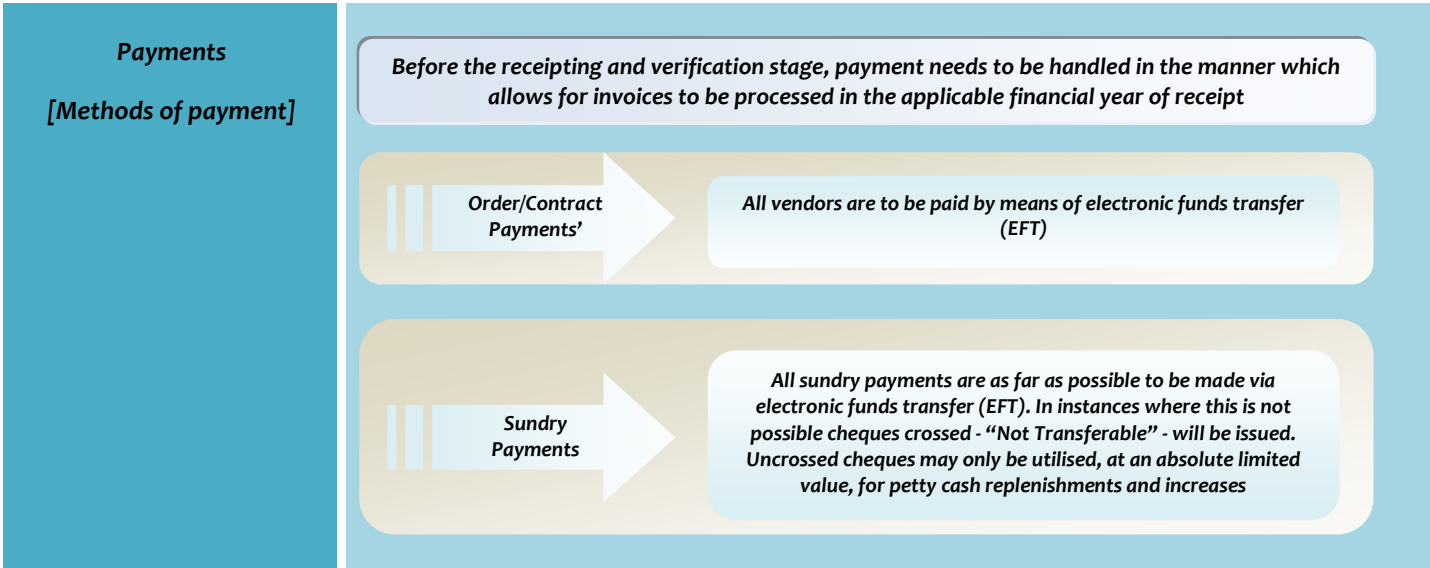 Payments
[Methods of payment]
Before the receipting and verification stage, payment needs to be handled in the manner which
allows for invoices to be processed in the applicable financial year of receipt
Order/Contract
Payments’
All vendors are to be paid by means of electronic funds transfer
(EFT)
Sundry
Payments
All sundry payments are as far as possible to be made via
electronic funds transfer (EFT). In instances where this is not
possible cheques crossed - “Not Transferable” - will be issued.
Uncrossed cheques may only be utilised, at an absolute limited
value, for petty cash replenishments and increases